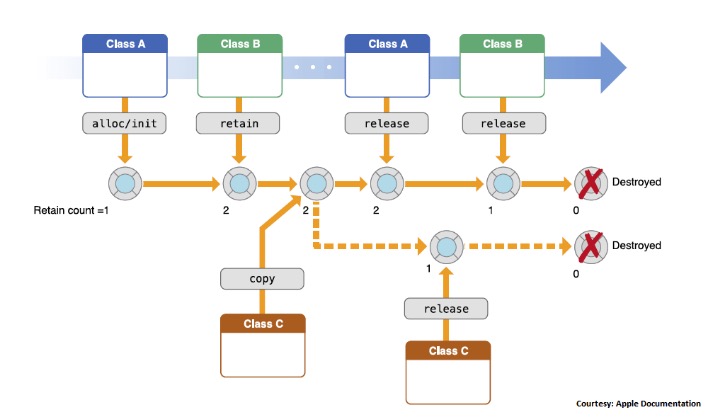 Class A
Class B
Class A
Class B
alloc/init
retain
release
release
Destroyed
Retain count =1
2
2
2
1
0
Destroyed
1
0
copy
release
Class C
Class C
Courtesy: Apple Documentation